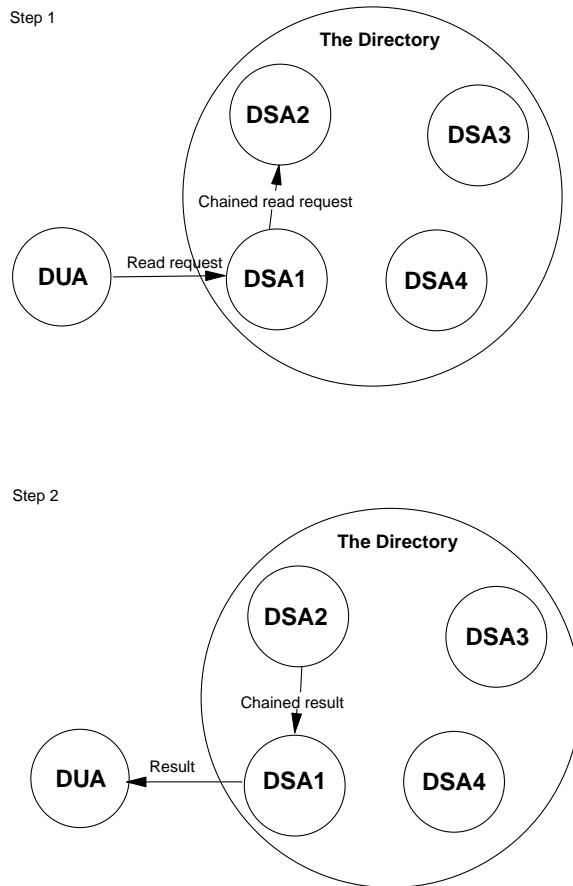 Step 1
The Directory
DSA2
DSA3
Chained read request
Read request
DUA
DSA1
DSA4
Step 2
The Directory
DSA2
DSA3
Chained result
Result
DUA
DSA1
DSA4